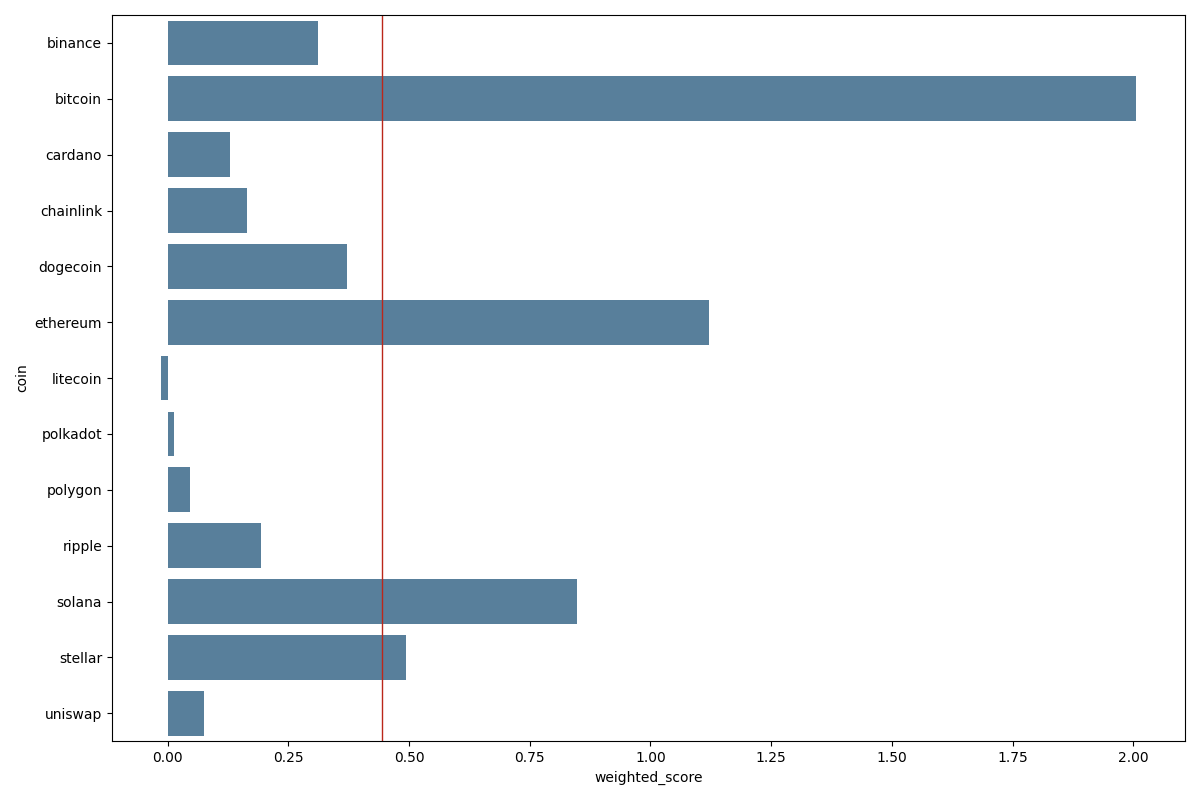 binance
bitcoin
cardano
chainlink
dogecoin
ethereum
litecoin
polkadot
polygon
ripple
solana
stellar
uniswap
coin
0.00 0.25 0.50 0.75 1.00 1.25 1.50 1.75 2.00
weighted_score